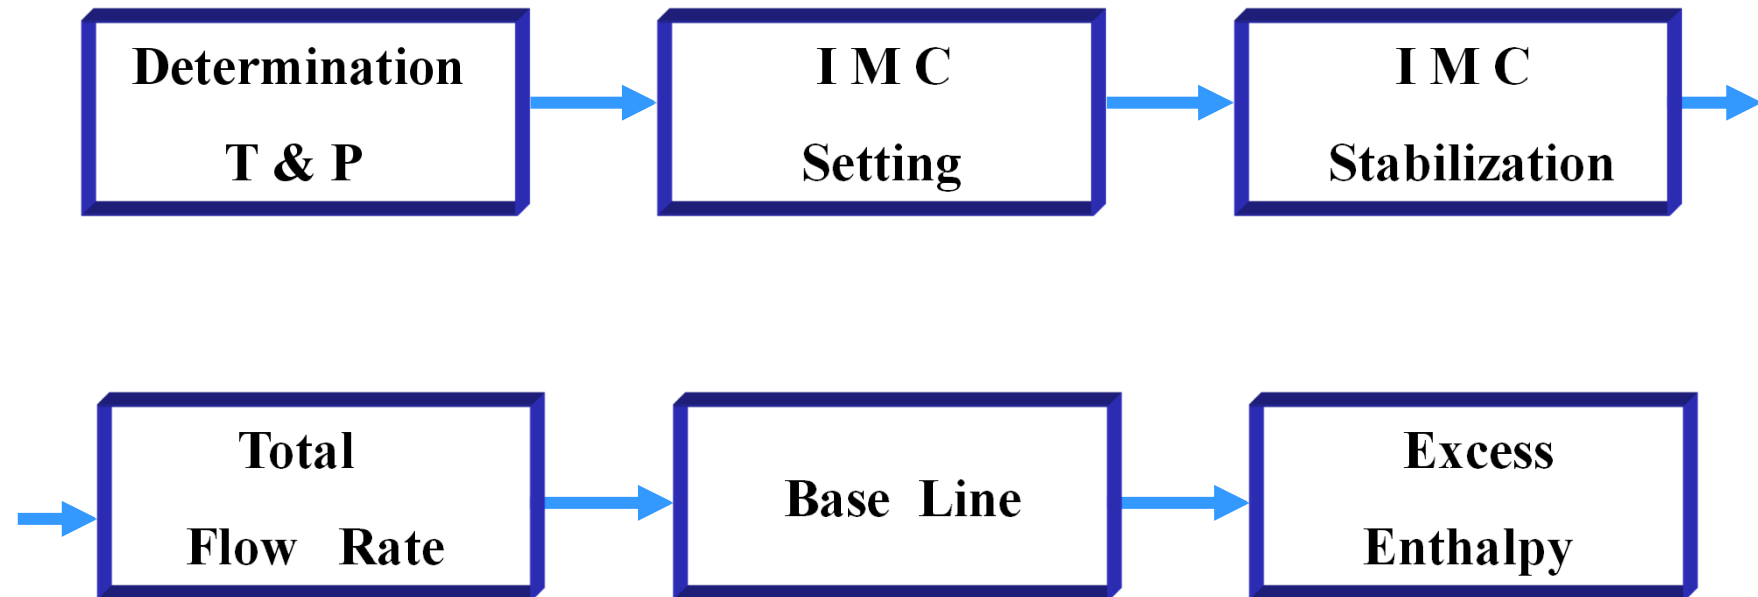 Determination
T & P
I M C
Setting
I M C
Stabilization
Total
Flow Rate
Base Line
Excess
Enthalpy